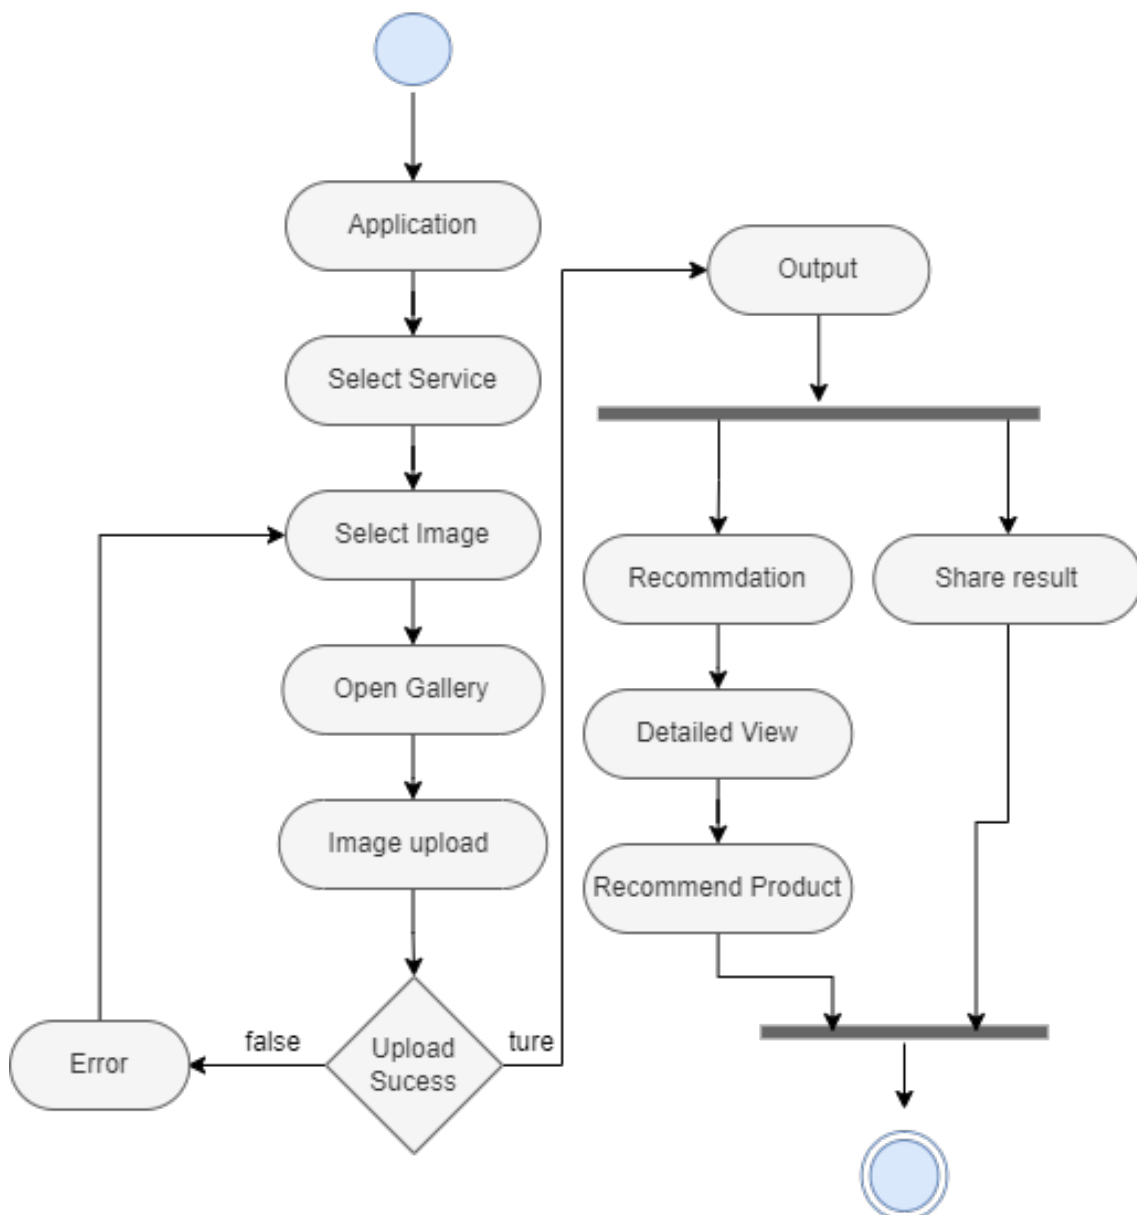 Application
Select Service
Select Image
Open Gallery
Image upload
Upload
Sucess
false
ture
Error
Output
Recommdation
Share result
Detailed View
Recommend Product